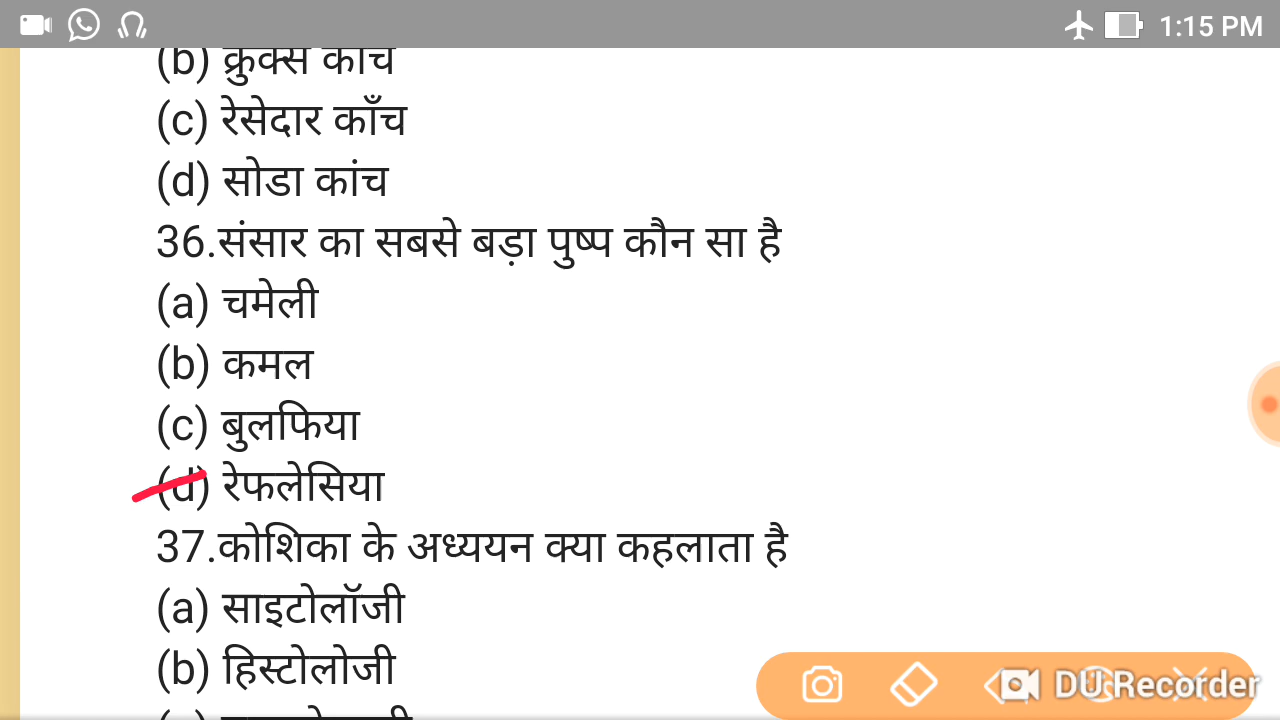 1:15 PM
(b) क्रुक्स कांच
(c) रेसेदार काँच
(d) सोडा कांच
36.संसार का सबसे बड़ा पुष्प कौन सा है
(a) चमेली
(b) कमल
(c) बुलफिया
(d) रेफलेसिया
37.कोशिका के अध्ययन क्या कहलाता है
(a) साइटोलॉजी
(b) हिस्टोलोजी
DU Recorder